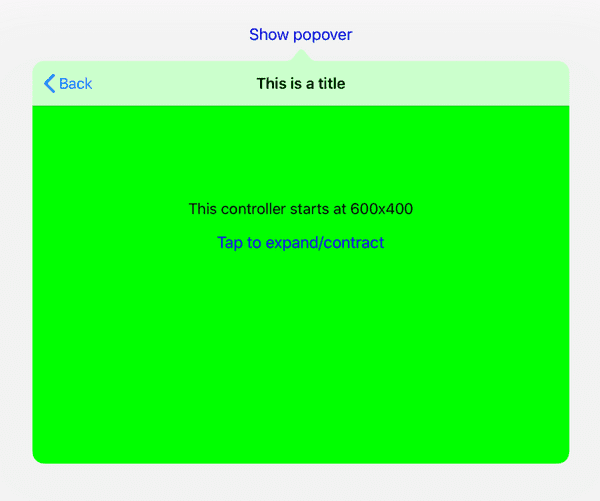 Show popover
Back
This is a title
This controller starts at 600x400
Tap to expand/contract